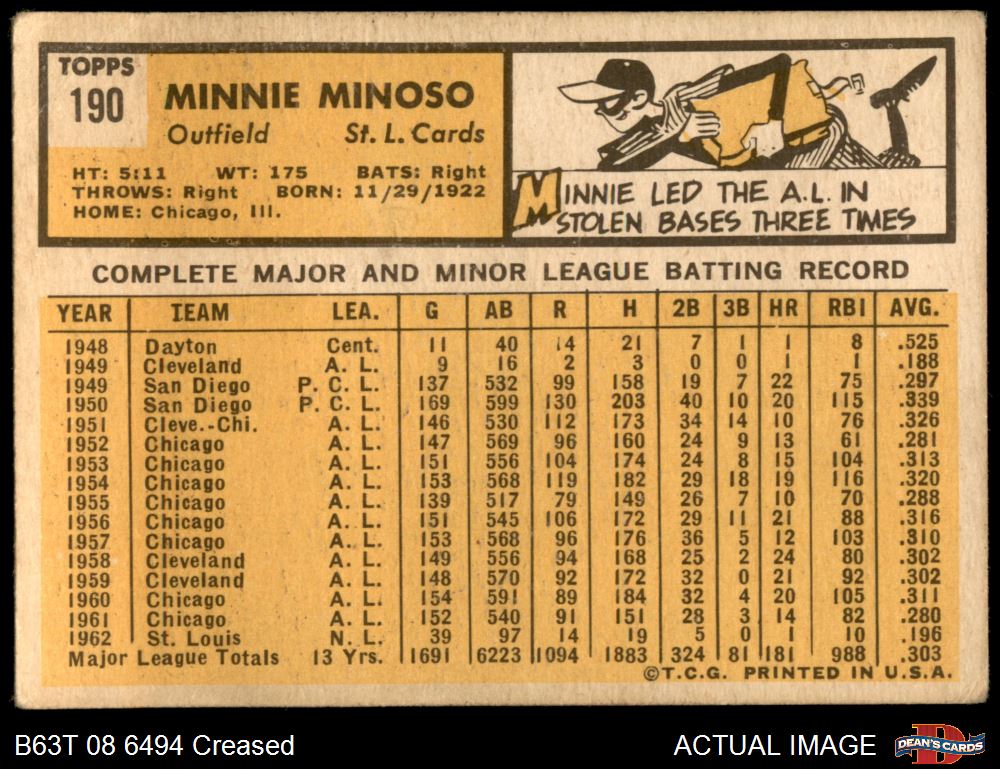 TOPPS
190
MINNIE MINOSO
Outfield St. L. Cards
HT: 5:11 WT: 175 BATS: Right
THROWS: Right BORN: 11/29/1922
HOME: Chicago, Ill.
MINNIE LED THE A.L. IN
STOLEN BASES THREE TIMES
COMPLETE MAJOR AND MINOR LEAGUE BATTING RECORD
YEAR TEAM LEA. G AB R H 2B 3B HR RBI AVG.
1948 Dayton Cent. 11 40 14 21 7 1 1 8 .525
1949 Cleveland A. L. 9 16 2 3 0 0 1 1 .188
1949 San Diego P. C. L. 137 532 99 158 19 7 22 75 .297
1950 San Diego P. C. L. 169 599 130 203 40 10 20 115 .339
1951 Cleve.-Chi. A. L. 146 530 112 173 34 14 10 76 .326
1952 Chicago A. L. 147 569 96 160 24 9 13 61 .281
1953 Chicago A. L. 151 556 104 174 24 8 15 104 .313
1954 Chicago A. L. 153 568 119 182 29 18 19 116 .320
1955 Chicago A. L. 139 517 79 149 26 7 10 70 .288
1956 Chicago A. L. 151 545 106 172 29 11 21 88 .316
1957 Chicago A. L. 153 568 96 176 36 5 12 103 .310
1958 Cleveland A. L. 149 556 94 168 25 2 24 80 .302
1959 Cleveland A. L. 148 570 92 172 32 0 21 92 .302
1960 Chicago A. L. 154 591 89 184 32 4 20 105 .311
1961 Chicago A. L. 152 540 91 151 28 3 14 82 .280
1962 St. Louis N. L. 39 97 14 19 5 0 1 10 .196
Major League Totals 13 Yrs. 1691 6223 1094 1883 324 81 181 988 .303
©T.C.G. PRINTED IN U.S.A.
B63T 08 6494 Creased
ACTUAL IMAGE
DEAN'S CARDS